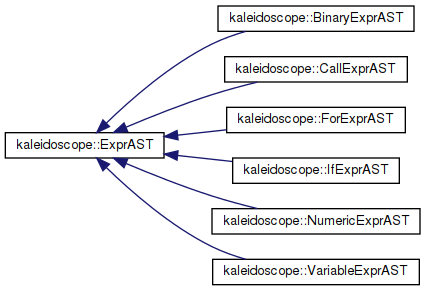 kaleidoscope::BinaryExprAST
kaleidoscope::CallExprAST
kaleidoscope::ForExprAST
kaleidoscope::ExprAST
kaleidoscope::IfExprAST
kaleidoscope::NumericExprAST
kaleidoscope::VariableExprAST